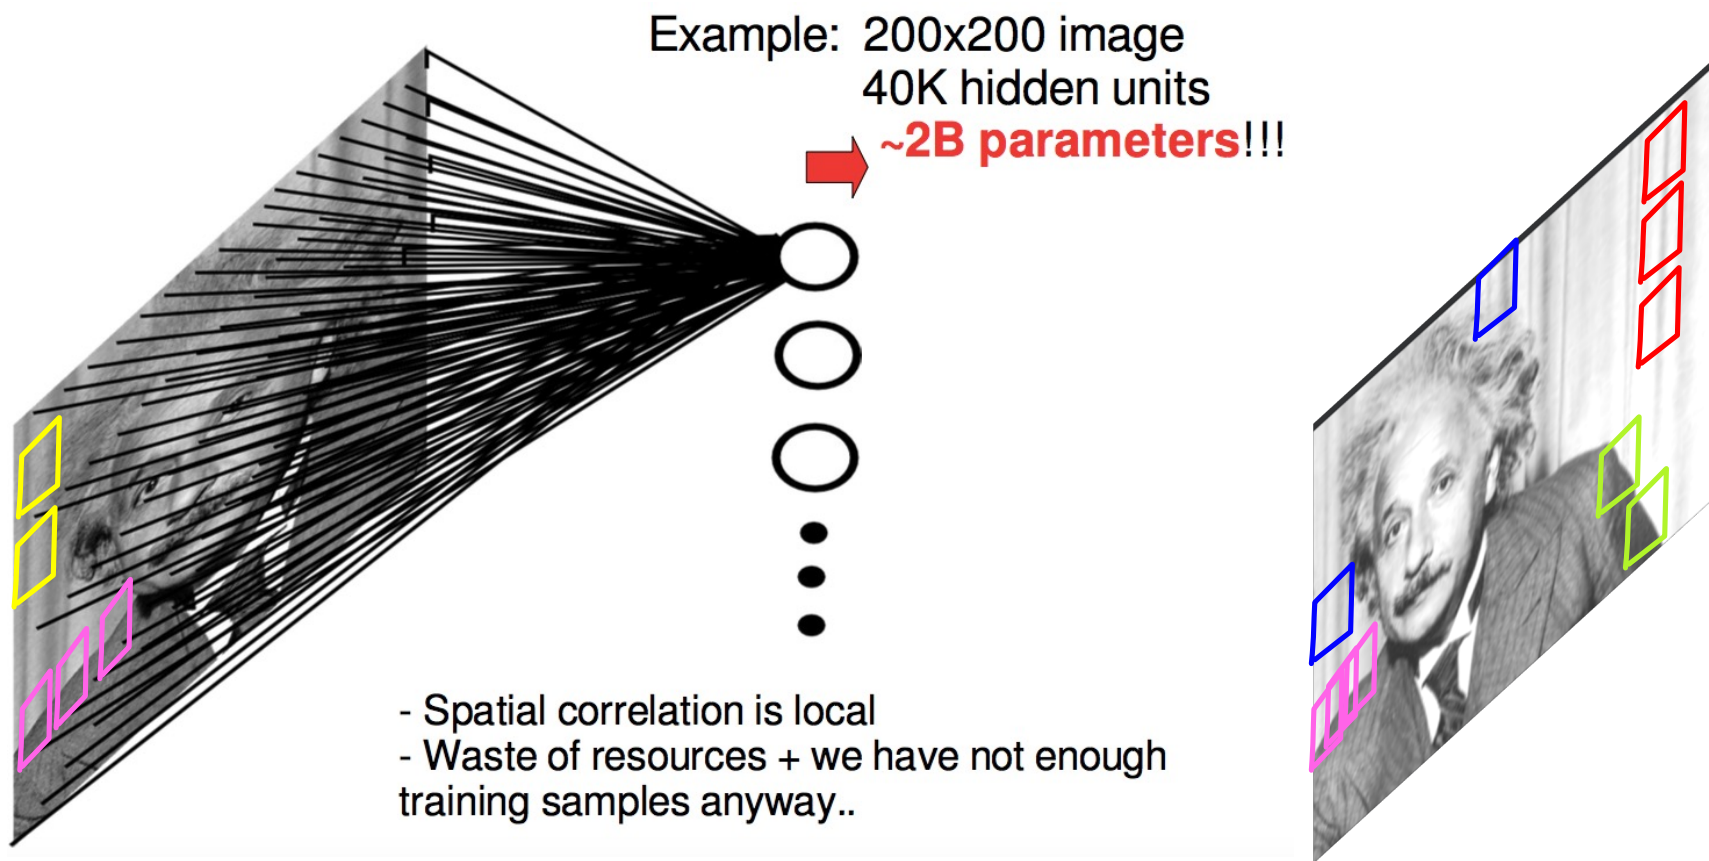 Example: 200x200 image
40K hidden units
~2B parameters!!!
- Spatial correlation is local
- Waste of resources + we have not enough
training samples anyway..